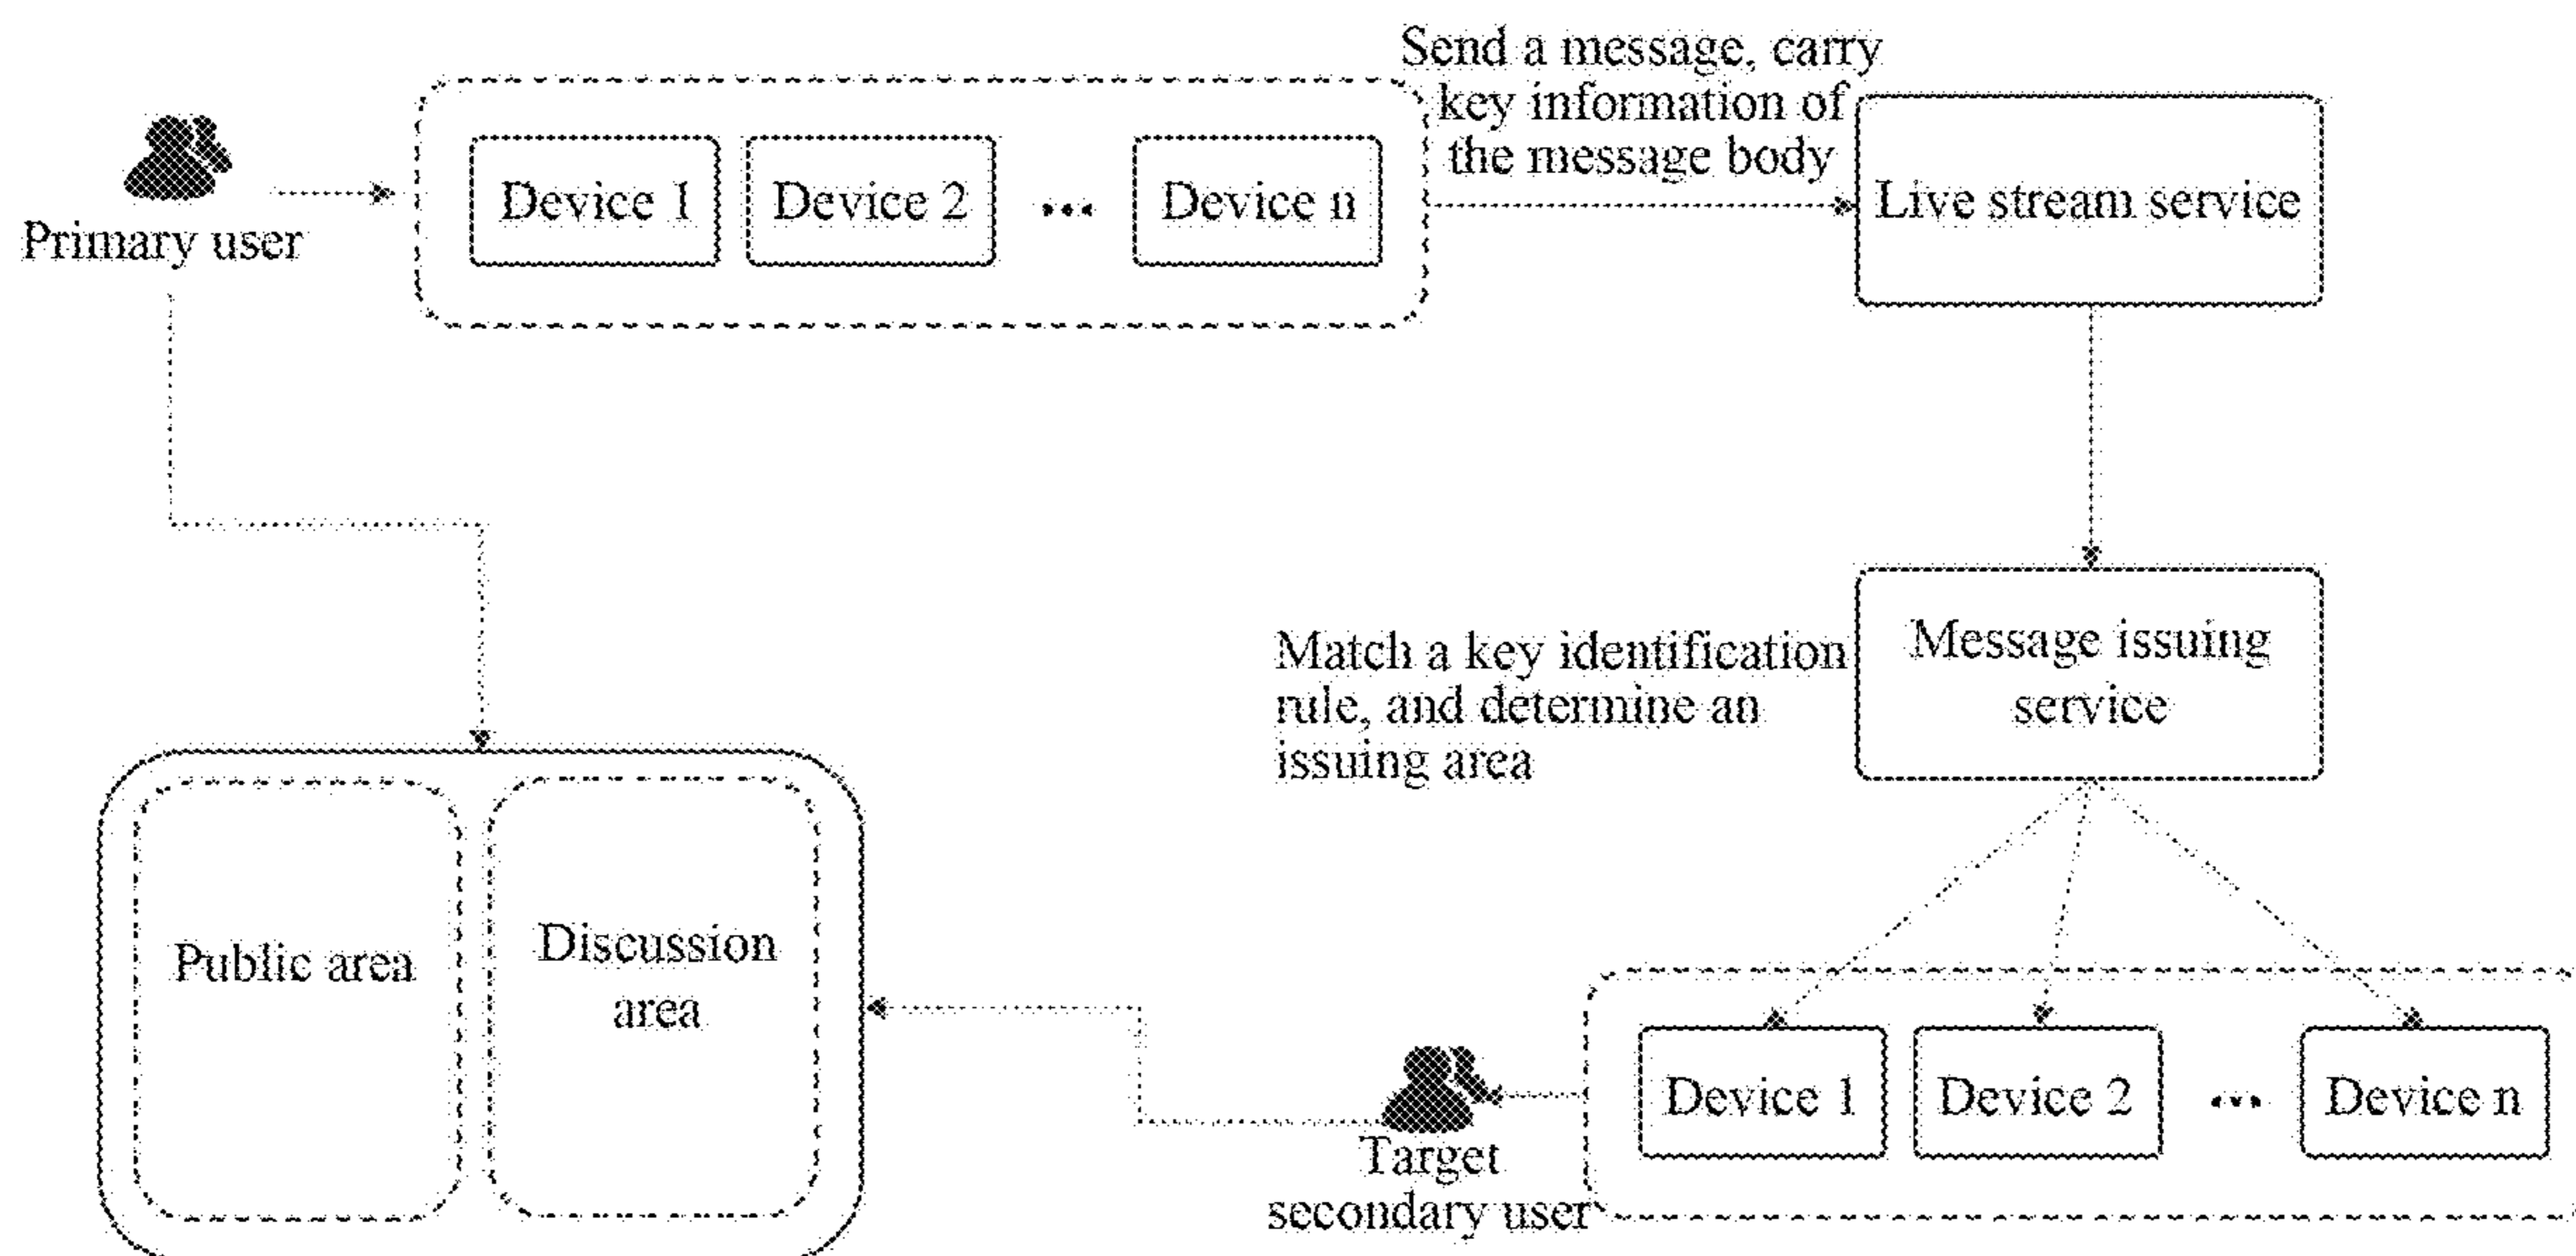 Send a message, carry
key information of
the message body
Primary user
Device 1
Device 2
...
Device n
Live stream service
Match a key identification
rule, and determine an
issuing area
Message issuing
service
Public area
Discussion
area
Target
secondary user
Device 1
Device 2
...
Device n